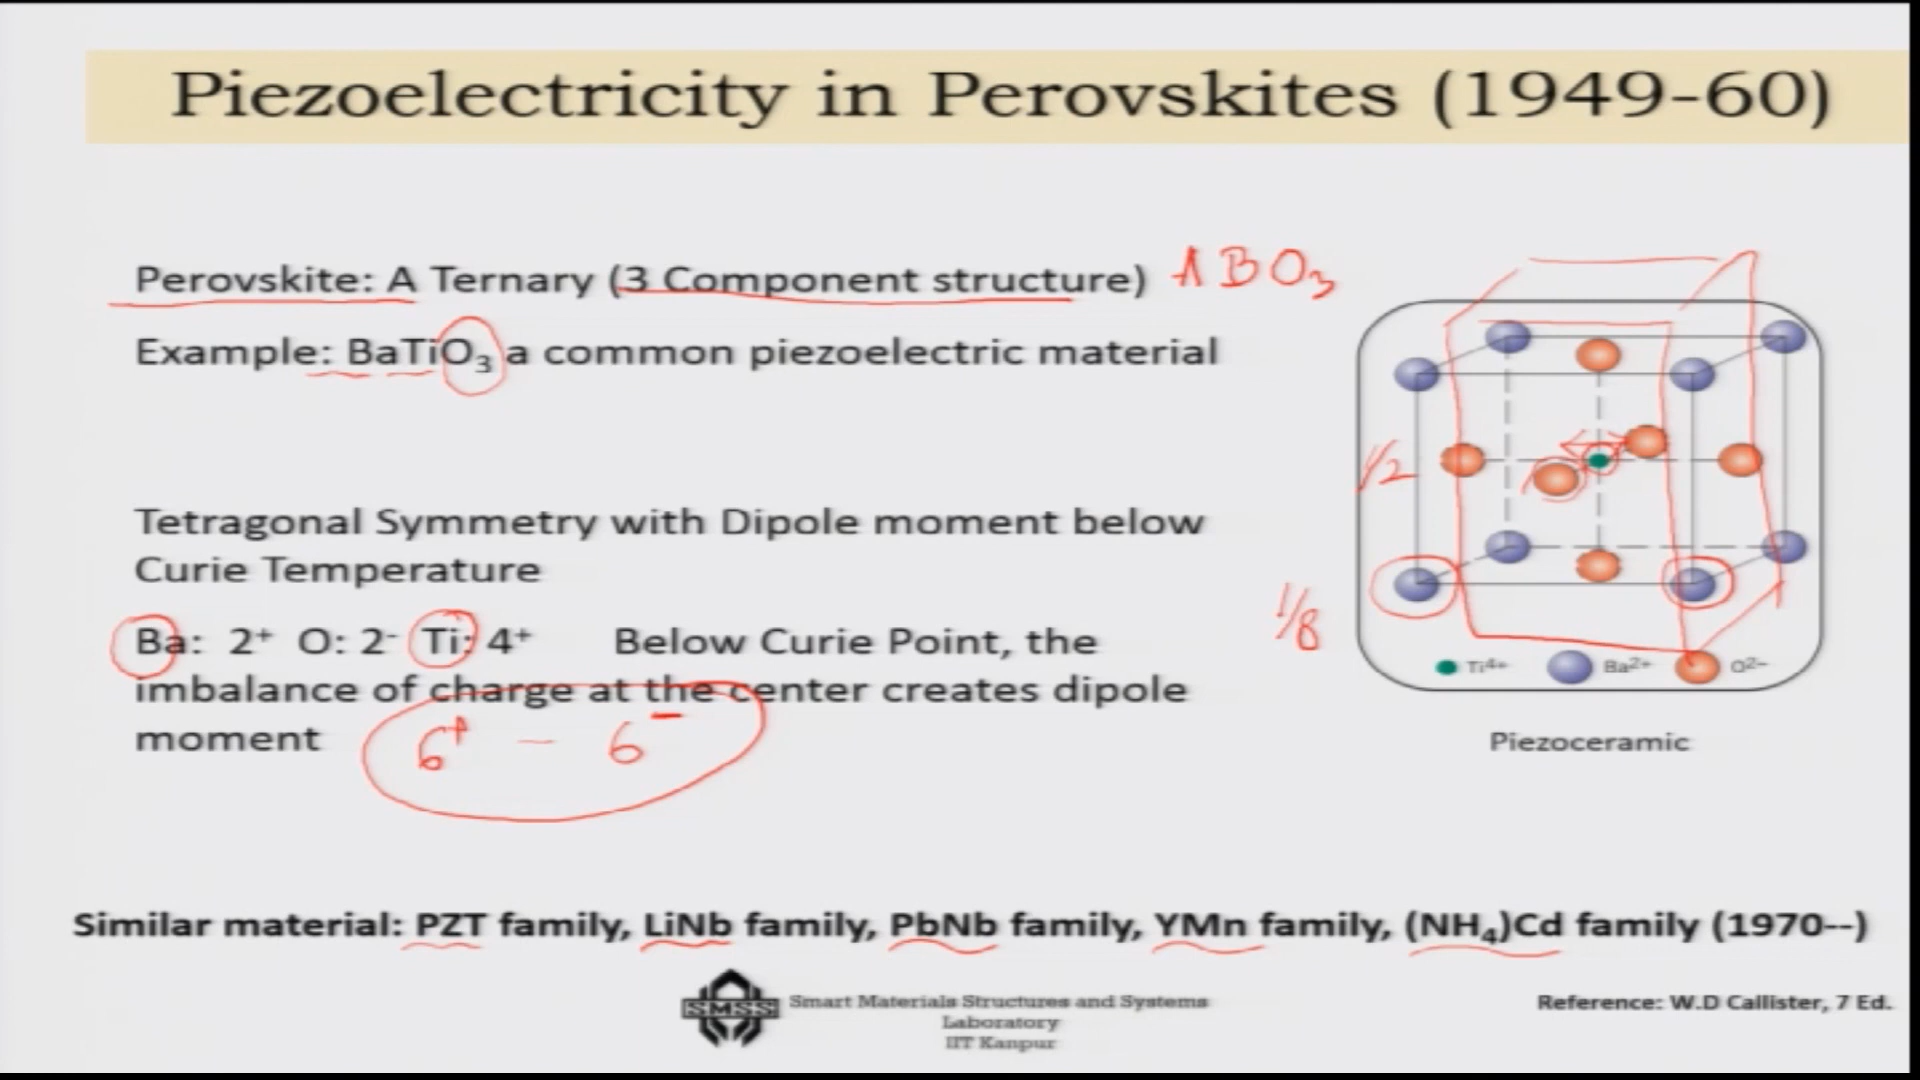 Piezoelectricity in Perovskites (1949-60)
Perovskite: A Ternary (3 Component structure) ABO₃
Example: BaTiO₃ a common piezoelectric material
Tetragonal Symmetry with Dipole moment below
Curie Temperature
Ba: 2⁺ O: 2⁻ Ti: 4⁺ Below Curie Point, the
imbalance of charge at the center creates dipole
moment 6⁺ – 6⁻
1/2
1/8
Ti⁴⁺ Ba²⁺ O²⁻
Piezoceramic
Similar material: PZT family, LiNb family, PbNb family, YMn family, (NH₄)Cd family (1970--)
SMSS
Smart Materials Structures and Systems
Laboratory
IIT Kanpur
Reference: W.D Callister, 7 Ed.